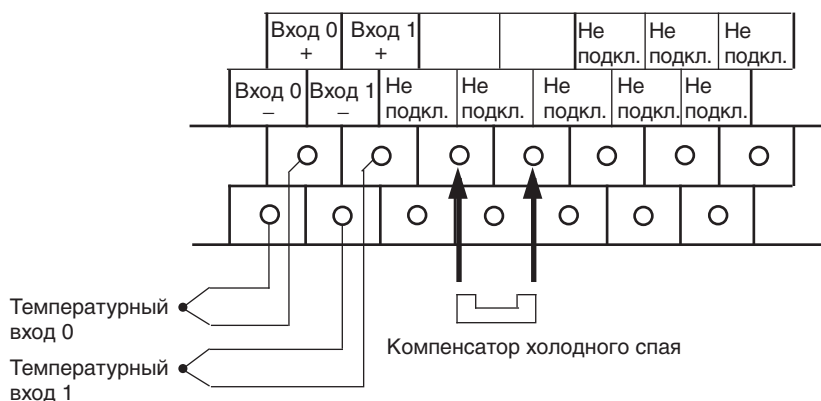 Вход 0 Вход 1 Не Не Не
+ + подкл. подкл. подкл.
Вход 0 Вход 1 Не Не Не Не Не
– – подкл. подкл. подкл. подкл. подкл.
Температурный
вход 0
Компенсатор холодного спая
Температурный
вход 1